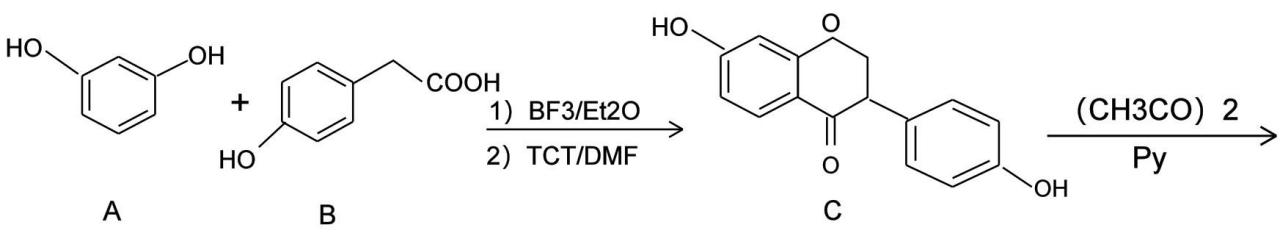 HO
OH
+
COOH
HO
A
B
1) BF3/Et2O
2) TCT/DMF
HO
O
O
OH
C
(CH3CO) 2
Py